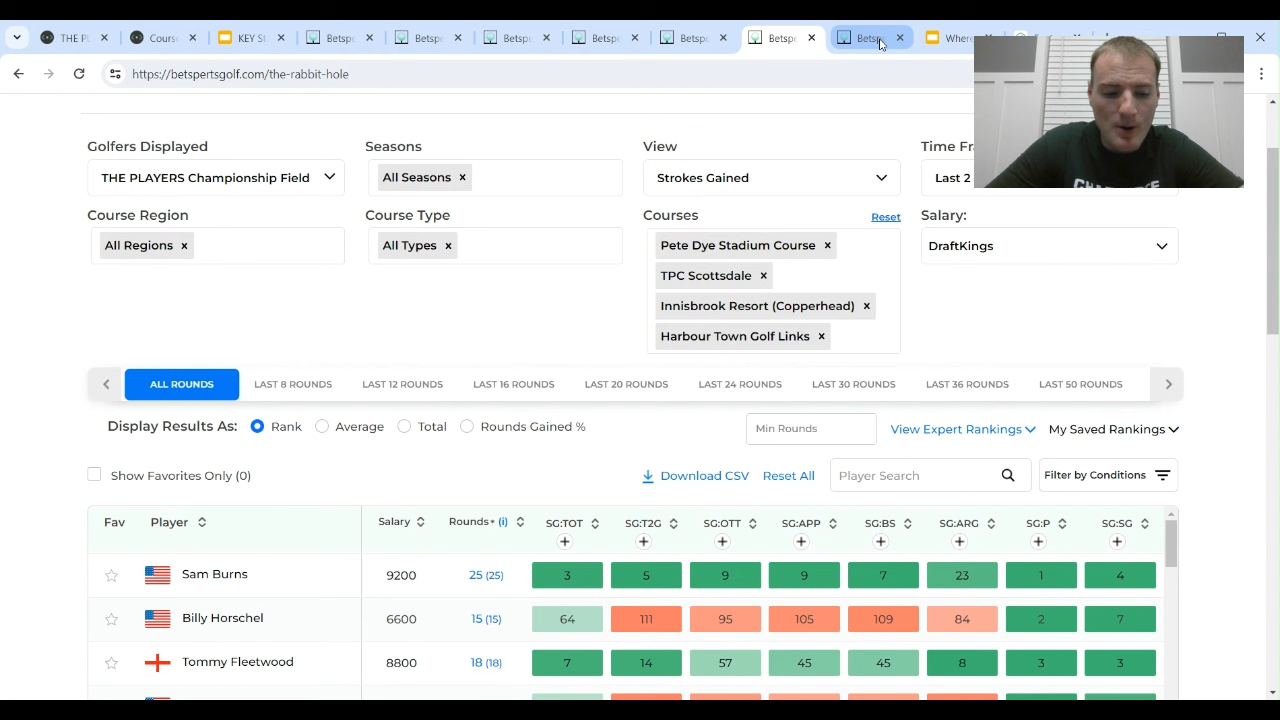 THE PL
Cours
KEY St
Betsp
Betsp
Betsp
Betsp
Betsp
Betspe
Betsp
Wher
https://betspertsgolf.com/the-rabbit-hole
Golfers Displayed Seasons View Time Fra
THE PLAYERS Championship Field All Seasons × Strokes Gained Last 2
Course Region Course Type Courses Reset Salary:
All Regions × All Types × Pete Dye Stadium Course × DraftKings
TPC Scottsdale ×
Innisbrook Resort (Copperhead) ×
Harbour Town Golf Links ×
ALL ROUNDS LAST 8 ROUNDS LAST 12 ROUNDS LAST 16 ROUNDS LAST 20 ROUNDS LAST 24 ROUNDS LAST 30 ROUNDS LAST 36 ROUNDS LAST 50 ROUNDS
Display Results As: Rank Average Total Rounds Gained % Min Rounds View Expert Rankings My Saved Rankings
Show Favorites Only (0) Download CSV Reset All Player Search Filter by Conditions
Fav Player Salary Rounds (i) SG:TOT SG:T2G SG:OTT SG:APP SG:BS SG:ARG SG:P SG:SG
+ + + + + + + +
Sam Burns 9200 25 (25) 3 5 9 9 7 23 1 4
Billy Horschel 6600 15 (15) 64 111 95 105 109 84 2 7
Tommy Fleetwood 8800 18 (18) 7 14 57 45 45 8 3 3